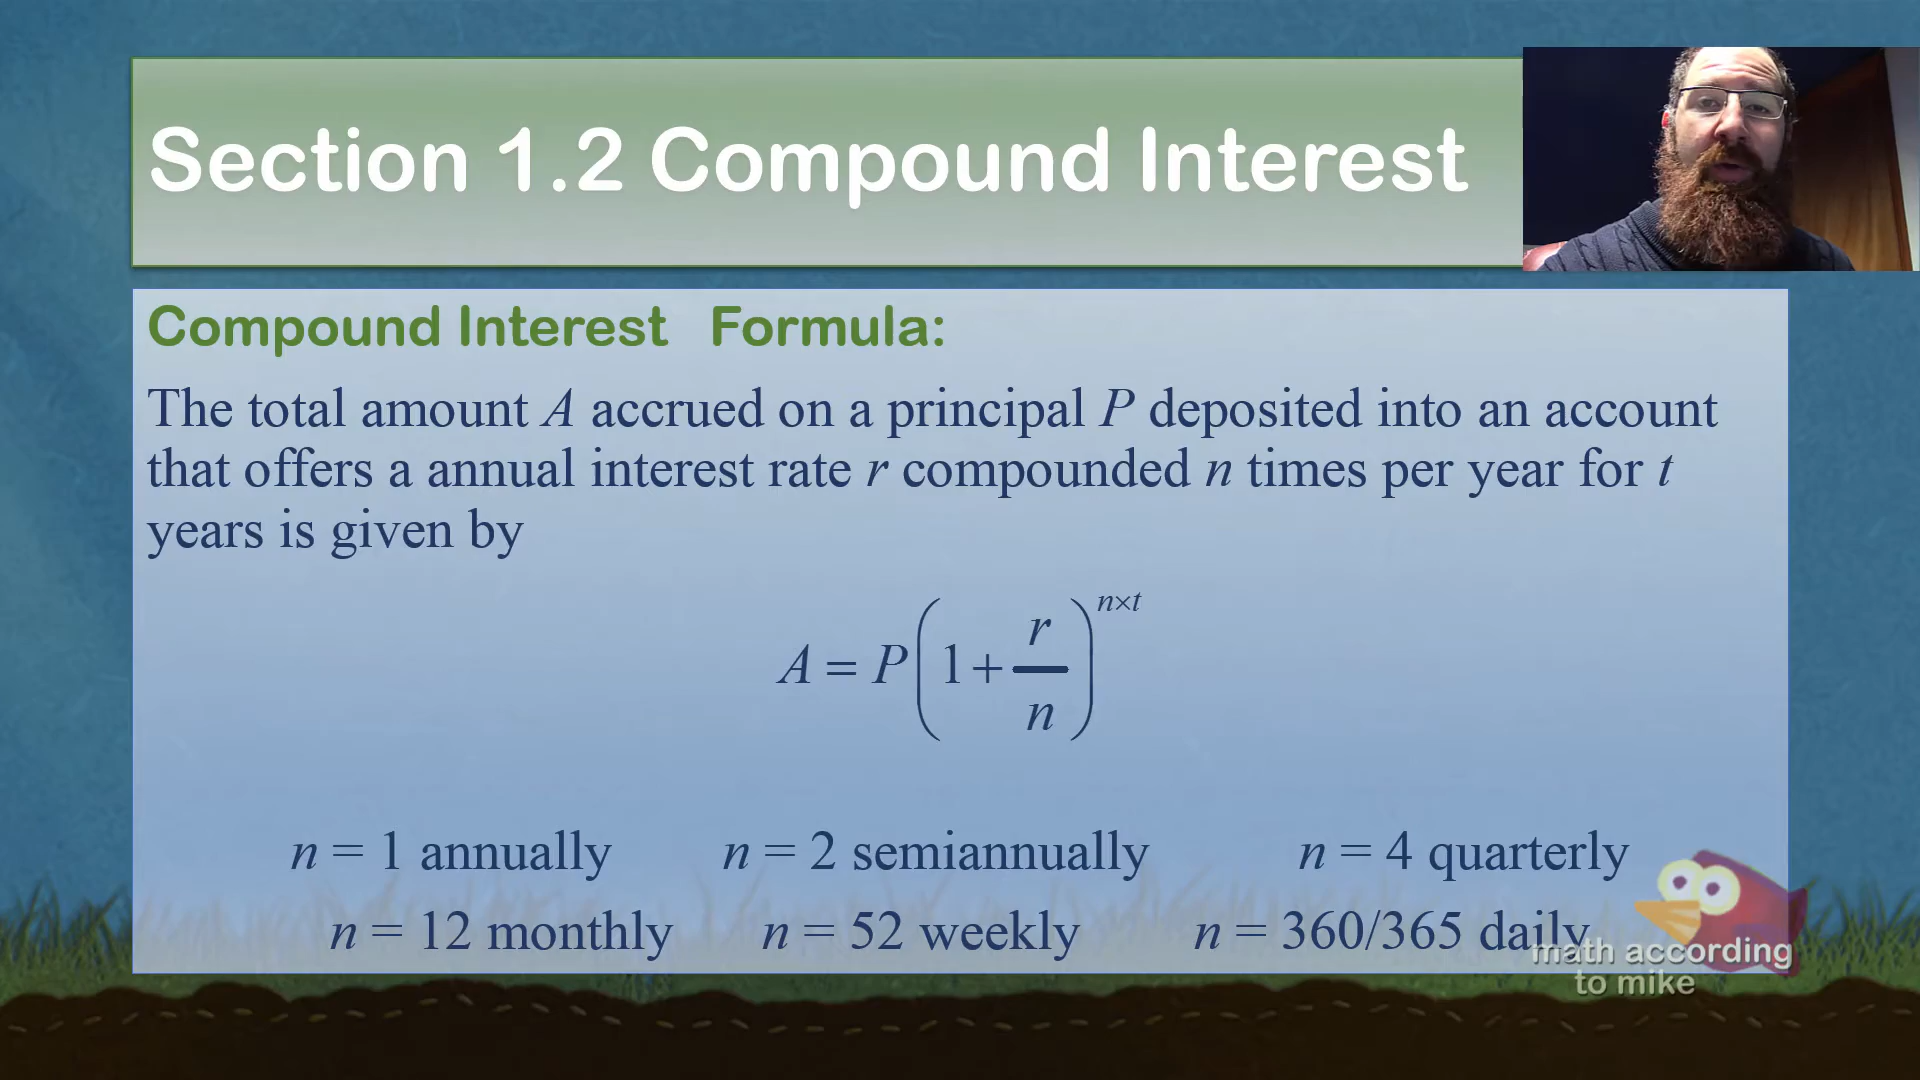 Section 1.2 Compound Interest
Compound Interest Formula:
The total amount A accrued on a principal P deposited into an account
that offers a annual interest rate r compounded n times per year for t
years is given by
A = P(1 + r/n)^{n×t}
n = 1 annually n = 2 semiannually n = 4 quarterly
n = 12 monthly n = 52 weekly n = 360/365 daily
math according
to mike